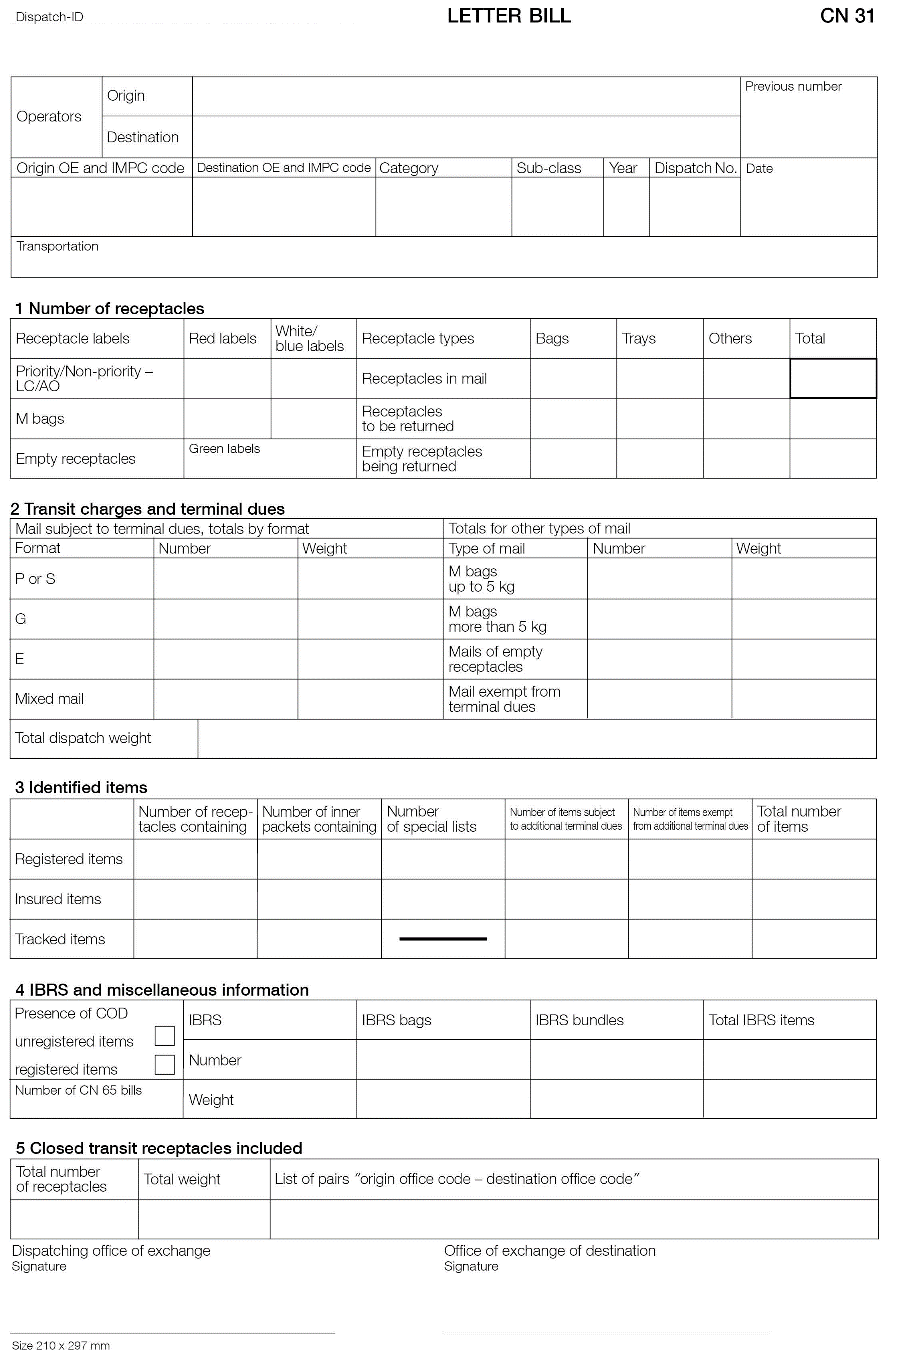 Dispatch-ID
LETTER BILL
CN 31
Operators
Origin
Destination
Previous number
Origin OE and IMPC code
Destination OE and IMPC code
Category
Sub-class
Year
Dispatch No.
Date
Transportation
1 Number of receptacles
Receptacle labels
Red labels
White/
blue labels
Receptacle types
Bags
Trays
Others
Total
Priority/Non-priority –
LC/AO
Receptacles in mail
M bags
Receptacles
to be returned
Empty receptacles
Green labels
Empty receptacles
being returned
2 Transit charges and terminal dues
Mail subject to terminal dues, totals by format
Totals for other types of mail
Format
Number
Weight
Type of mail
Number
Weight
P or S
M bags
up to 5 kg
G
M bags
more than 5 kg
E
Mails of empty
receptacles
Mixed mail
Mail exempt from
terminal dues
Total dispatch weight
3 Identified items
Number of recep-
tacles containing
Number of inner
packets containing
Number
of special lists
Number of items subject
to additional terminal dues
Number of items exempt
from additional terminal dues
Total number
of items
Registered items
Insured items
Tracked items
4 IBRS and miscellaneous information
Presence of COD
unregistered items
registered items
Number of CN 65 bills
IBRS
IBRS bags
IBRS bundles
Total IBRS items
Number
Weight
5 Closed transit receptacles included
Total number
of receptacles
Total weight
List of pairs "origin office code – destination office code"
Dispatching office of exchange
Signature
Office of exchange of destination
Signature
Size 210 x 297 mm